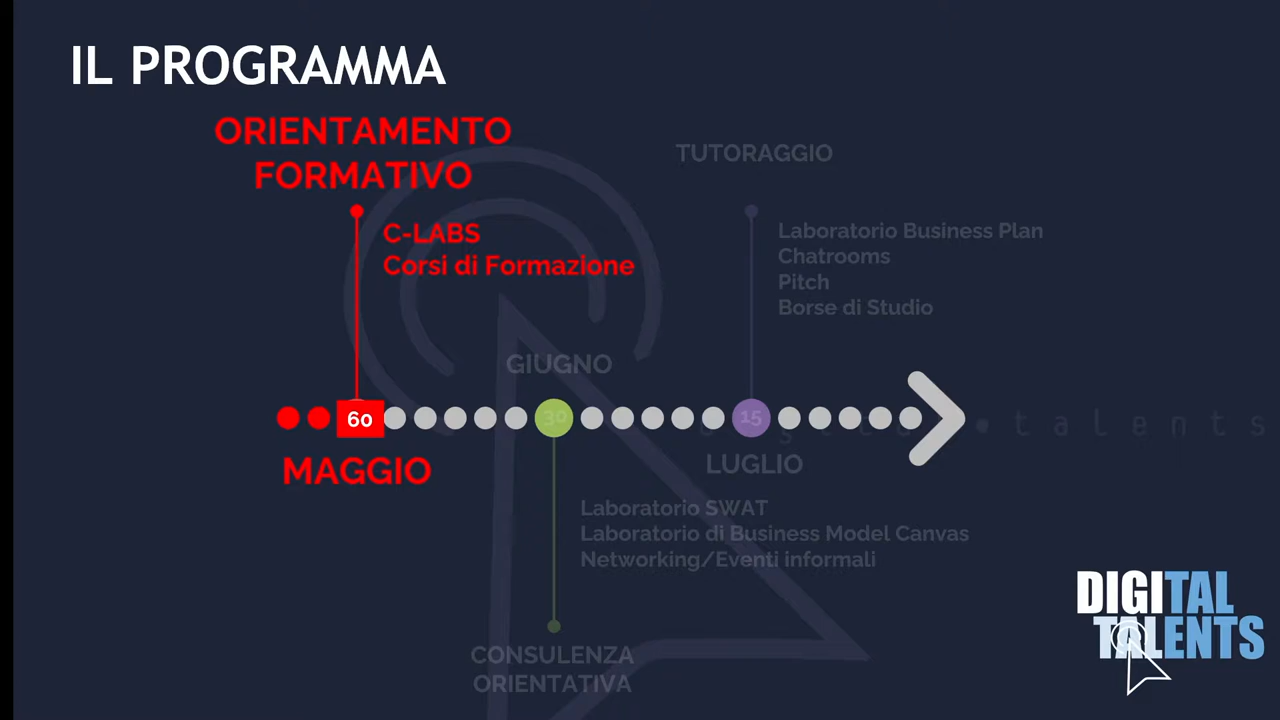 IL PROGRAMMA
ORIENTAMENTO
FORMATIVO
C-LABS
Corsi di Formazione
60
MAGGIO
GIUGNO
30
Laboratorio SWAT
Laboratorio di Business Model Canvas
Networking/Eventi informali
CONSULENZA
ORIENTATIVA
TUTORAGGIO
Laboratorio Business Plan
Chatrooms
Pitch
Borse di Studio
15
LUGLIO
talents
DIGITAL
TALENTS